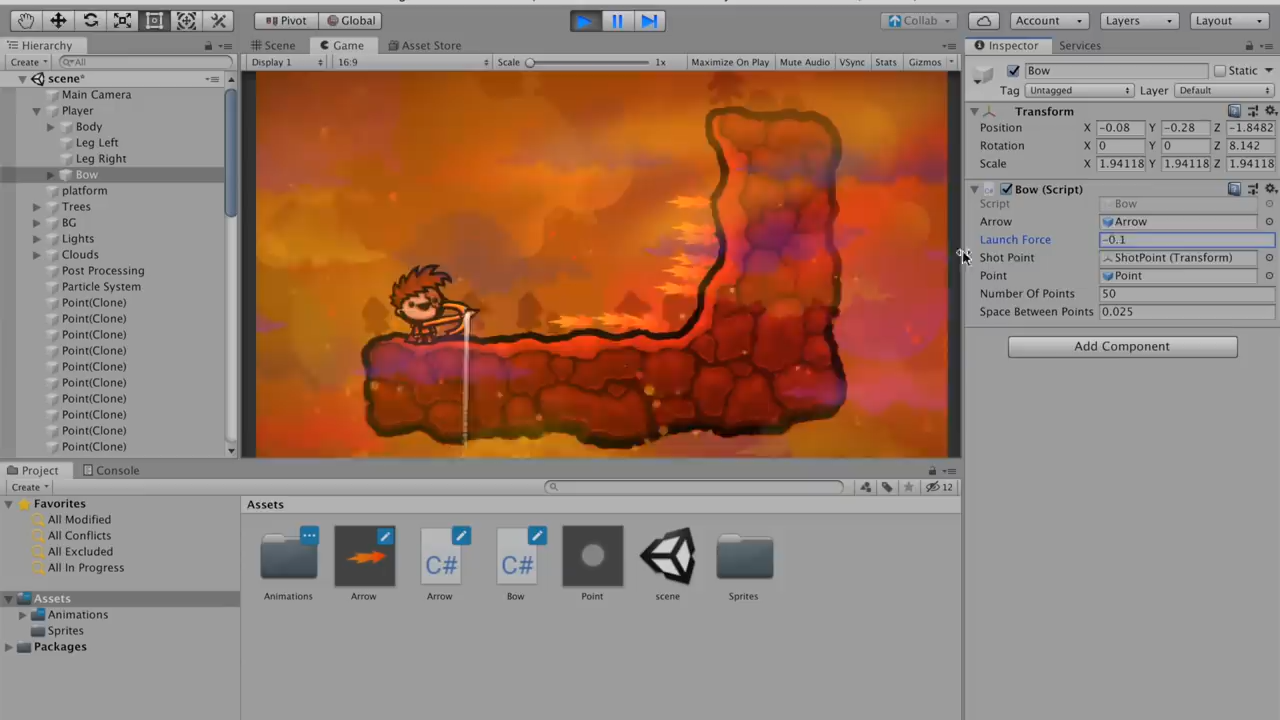 Pivot Global Collab Account Layers Layout
Hierarchy Scene Game Asset Store Inspector Services
Create All Display 1 16:9 Scale 1x Maximize On Play Mute Audio VSync Stats Gizmos
scene*
Main Camera
Player
Body
Leg Left
Leg Right
Bow
platform
Trees
BG
Lights
Clouds
Post Processing
Particle System
Point(Clone)
Point(Clone)
Point(Clone)
Point(Clone)
Point(Clone)
Point(Clone)
Point(Clone)
Point(Clone)
Point(Clone)
Point(Clone)
Bow Static
Tag Untagged Layer Default
Transform
Position X -0.08 Y -0.28 Z -1.8482
Rotation X 0 Y 0 Z 8.142
Scale X 1.94118 Y 1.94118 Z 1.94118
Bow (Script)
Script Bow
Arrow Arrow
Launch Force -0.1
Shot Point ShotPoint (Transform)
Point Point
Number Of Points 50
Space Between Points 0.025
Add Component
Project Console
Create 12
Favorites
All Modified
All Conflicts
All Excluded
All In Progress
Assets
Animations
Sprites
Packages
Assets
C# C#
Animations Arrow Arrow Bow Point scene Sprites